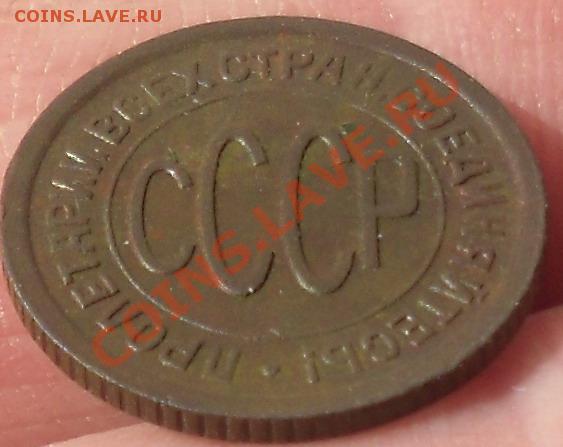 COINS.LAVE.RU
ПРОЛЕТАРИИ ВСЕХ СТРАН, СОЕДИНЯЙТЕСЬ!
СССР
COINS.LAVE.RU